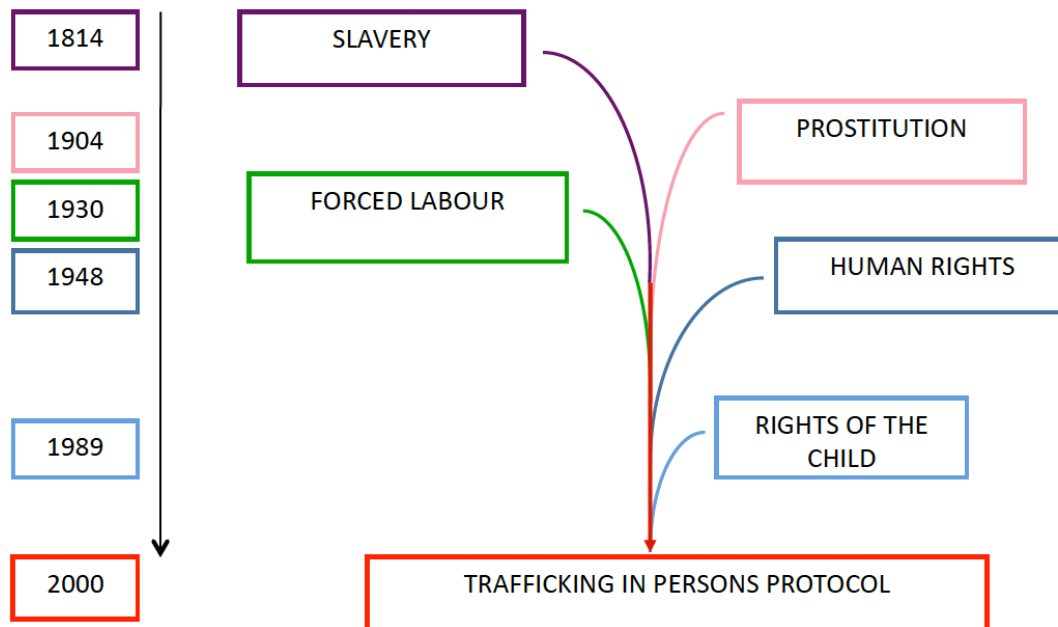 1814
SLAVERY
1904
PROSTITUTION
1930
FORCED LABOUR
1948
HUMAN RIGHTS
1989
RIGHTS OF THE
CHILD
2000
TRAFFICKING IN PERSONS PROTOCOL